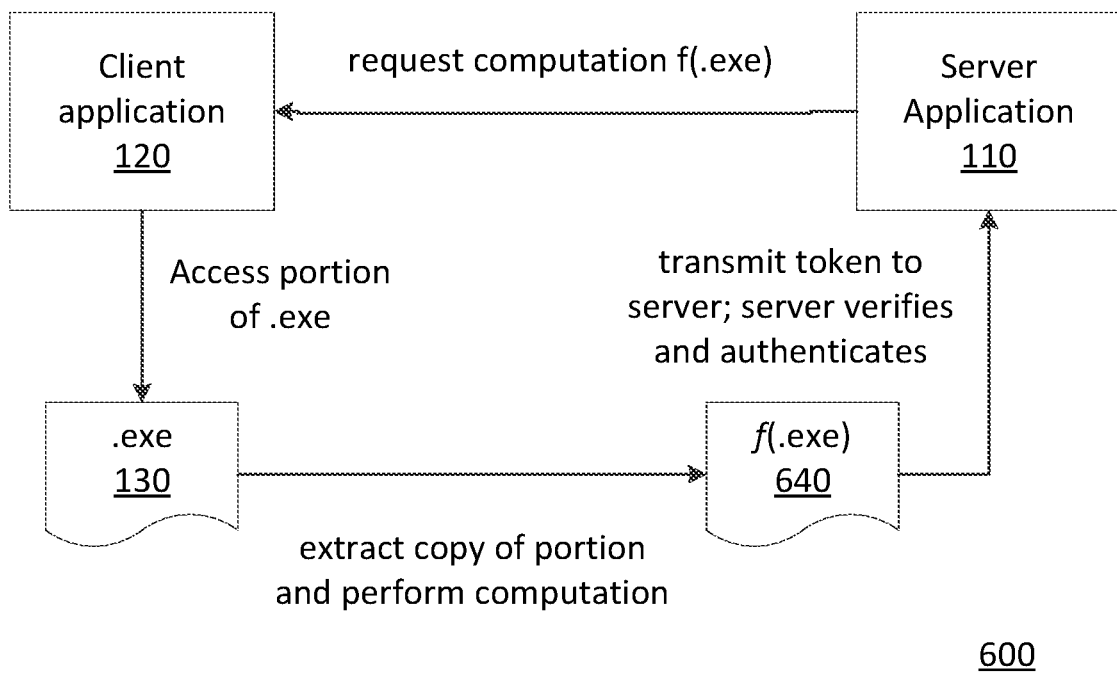 Client
application
120
request computation f(.exe)
Server
Application
110
Access portion
of .exe
transmit token to
server; server verifies
and authenticates
.exe
130
f(.exe)
640
extract copy of portion
and perform computation
600